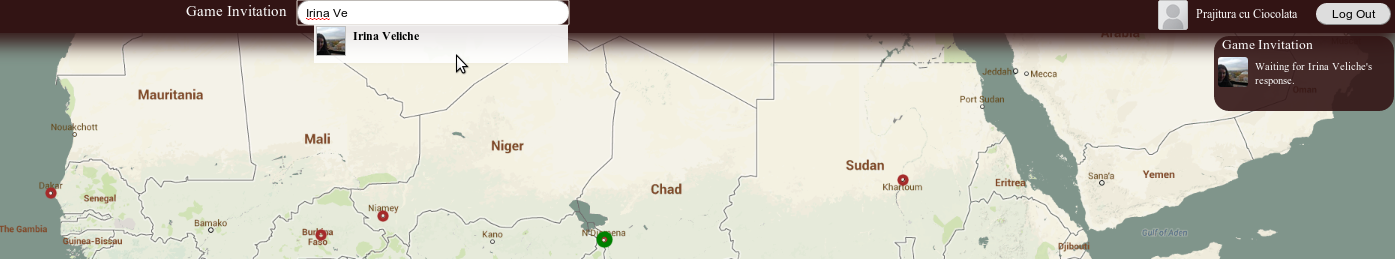 Game Invitation
Irina Ve
Prajitura cu Ciocolata
Log Out
Irina Veliche
Game Invitation
Waiting for Irina Veliche's
response.
Arabia
Jeddah
Mecca
Oman
Mauritania
Port Sudan
Nouakchott
Mali
Niger
Sudan
Khartoum
Eritrea
Sana'a
Yemen
Dakar
Senegal
Chad
Niamey
The Gambia
Bamako
Burkina
Faso
Kano
N'Djamena
Gulf of Aden
Guinea-Bissau
Djibouti